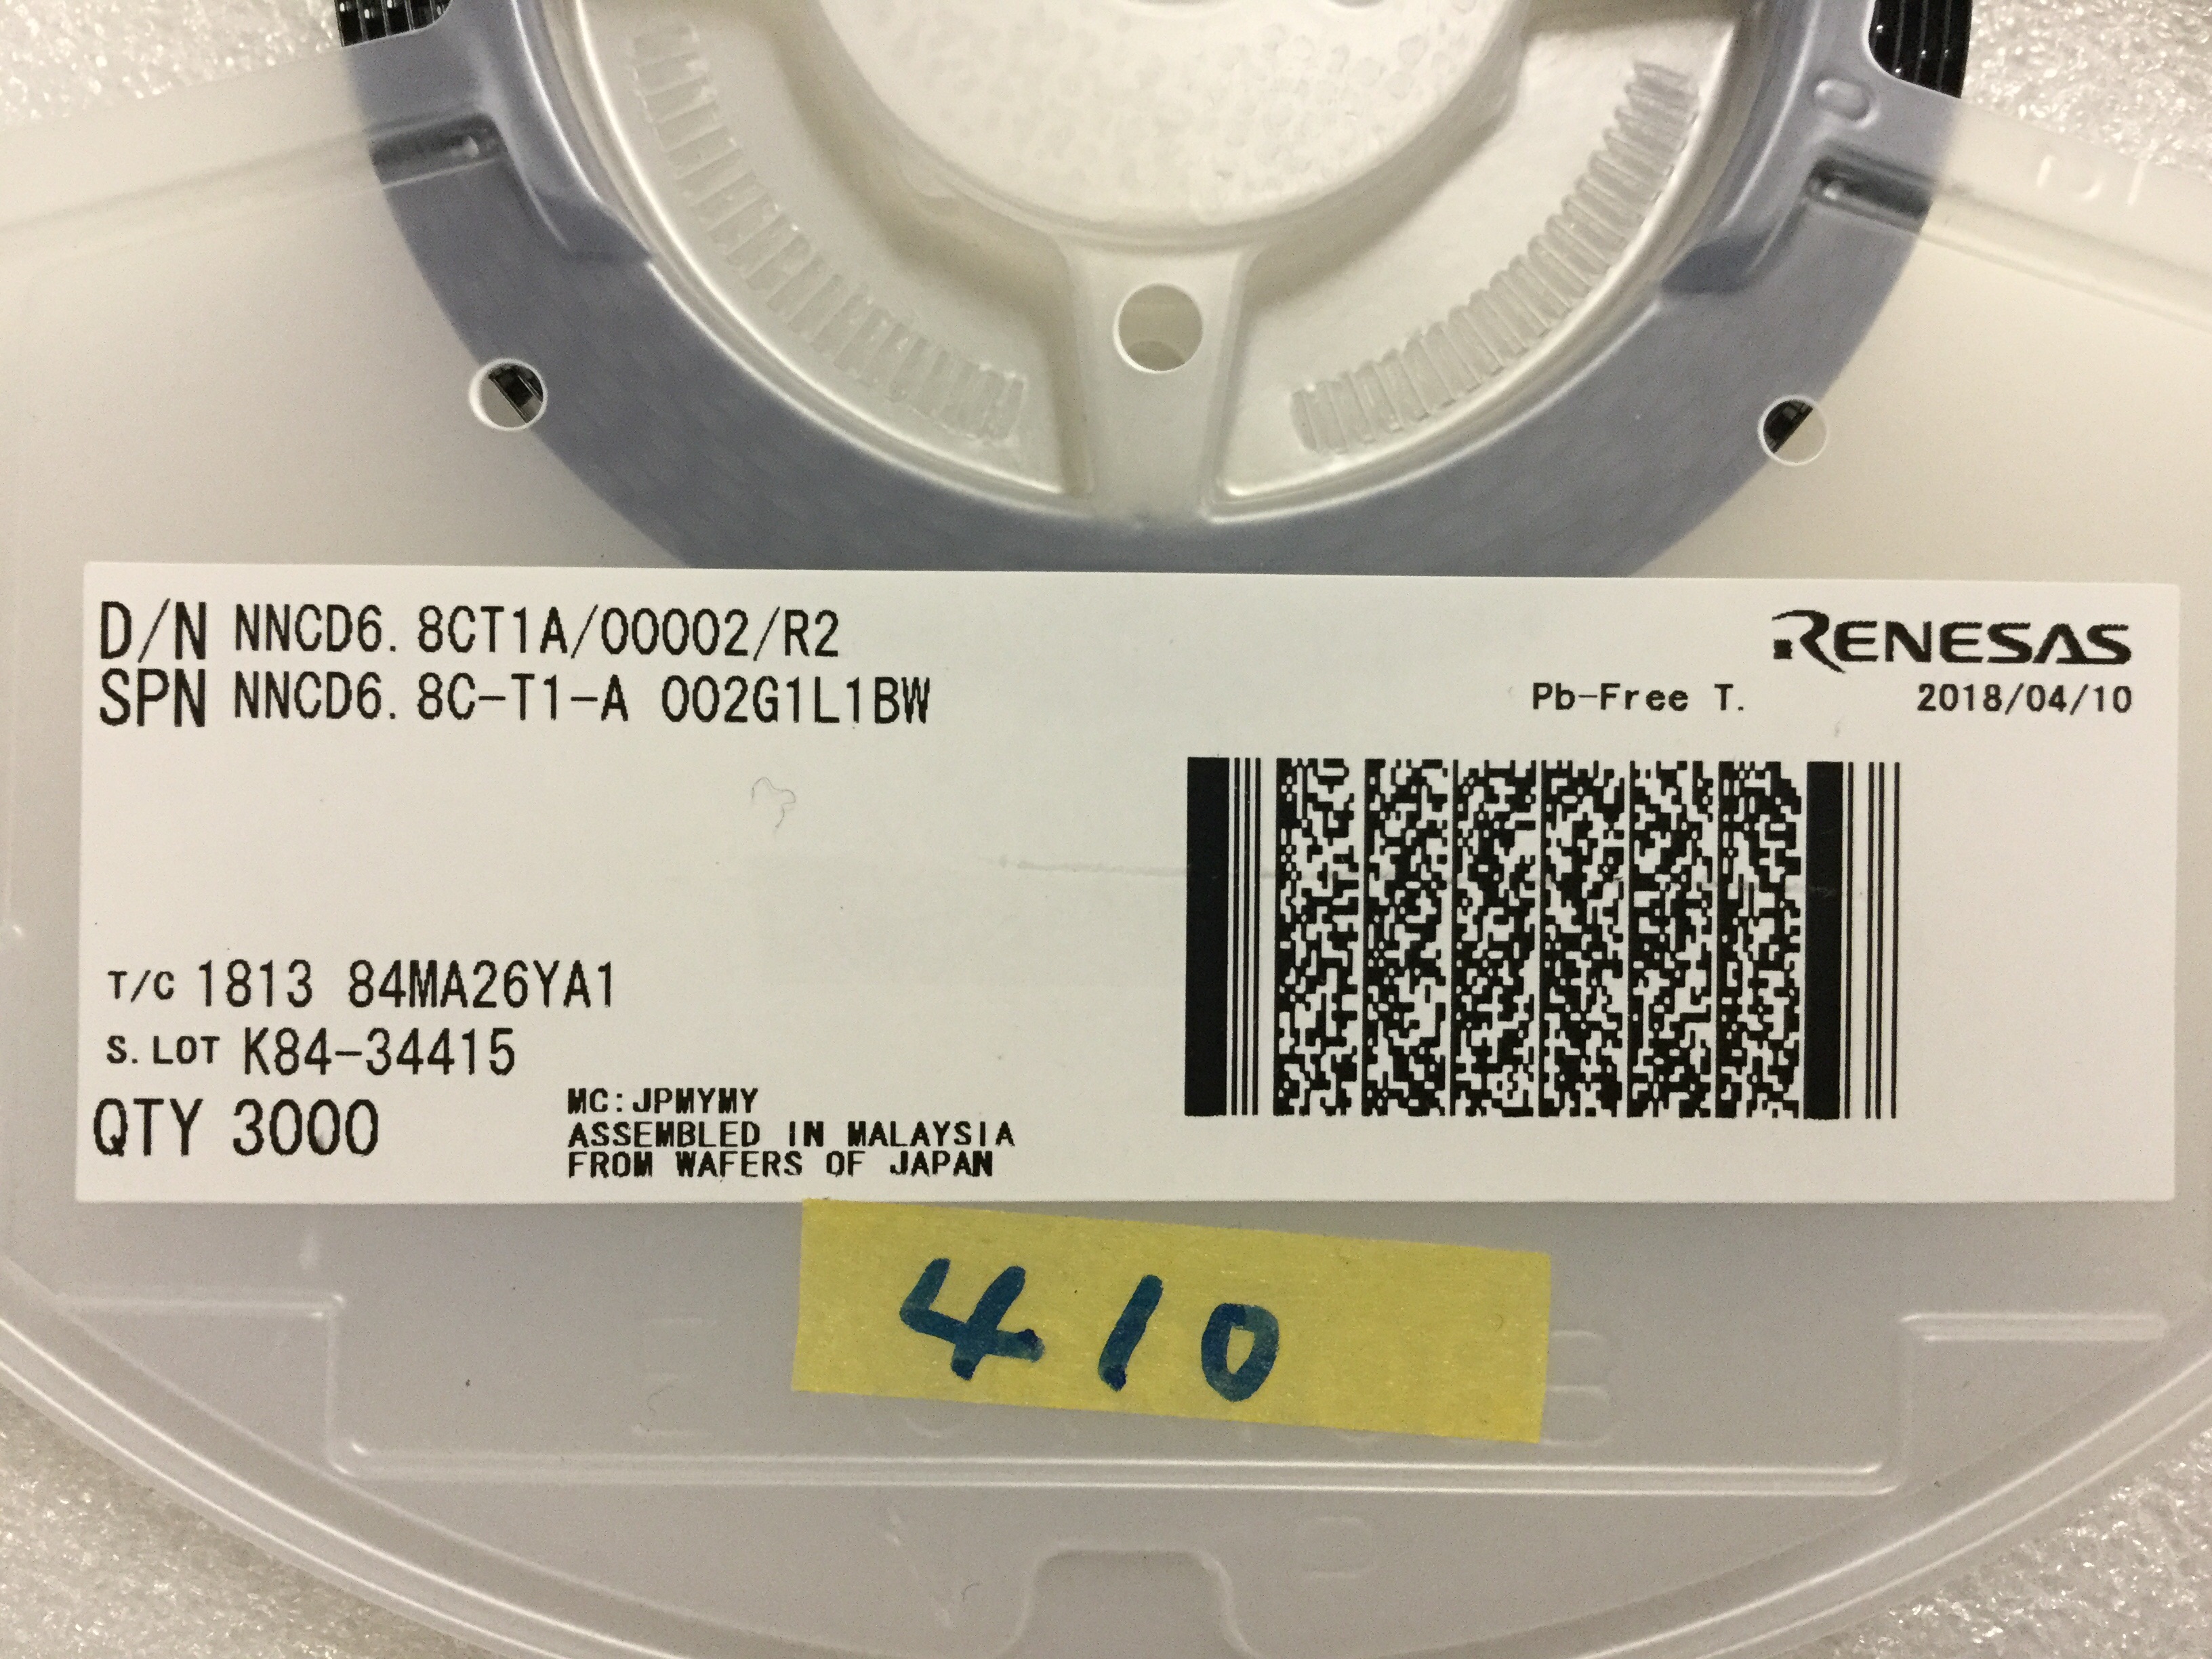 D/N NNCD6.8CT1A/00002/R2
RENESAS
SPN NNCD6.8C-T1-A 002G1L1BW
Pb-Free T. 2018/04/10
T/C 1813 84MA26YA1
S.LOT K84-34415
QTY 3000
MC:JPMYMY
ASSEMBLED IN MALAYSIA
FROM WAFERS OF JAPAN
410